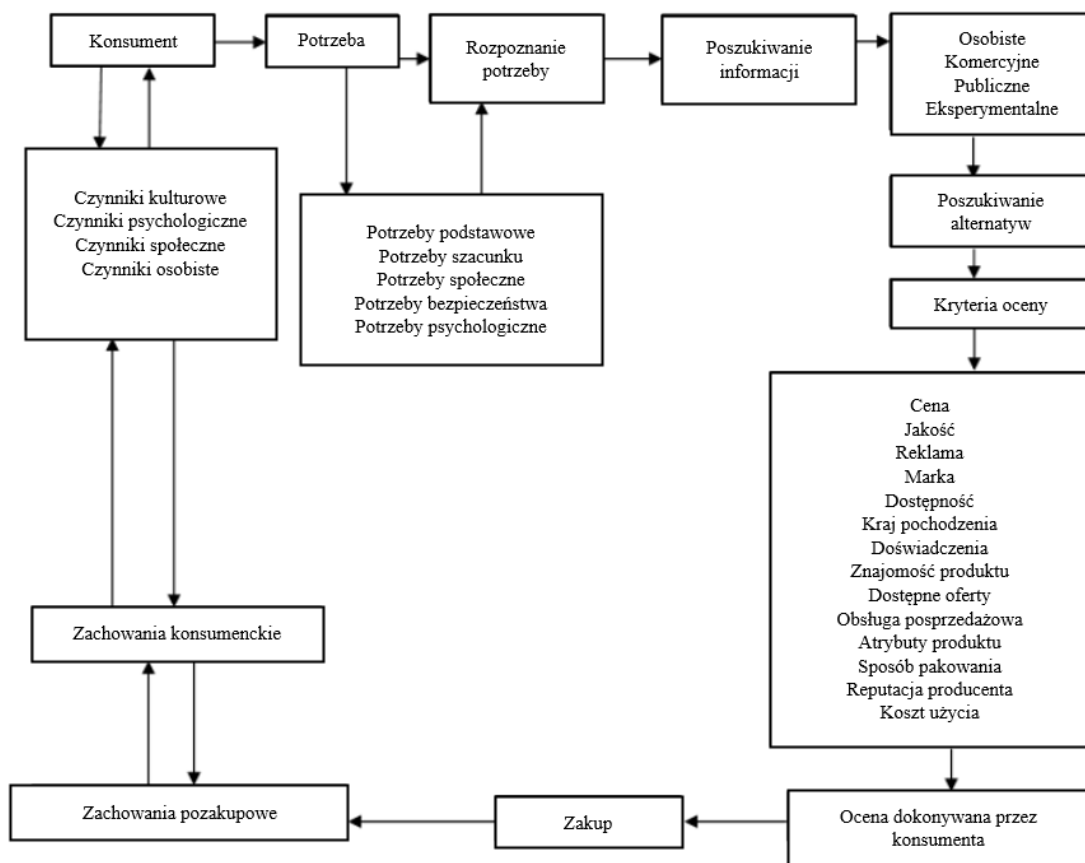 Konsument
Potrzeba
Rozpoznanie
potrzeby
Poszukiwanie
informacji
Osobiste
Komercyjne
Publiczne
Eksperymentalne
Czynniki kulturowe
Czynniki psychologiczne
Czynniki społeczne
Czynniki osobiste
Potrzeby podstawowe
Potrzeby szacunku
Potrzeby społeczne
Potrzeby bezpieczeństwa
Potrzeby psychologiczne
Poszukiwanie
alternatyw
Kryteria oceny
Cena
Jakość
Reklama
Marka
Dostępność
Kraj pochodzenia
Doświadczenia
Znajomość produktu
Dostępne oferty
Obsługa posprzedażowa
Atrybuty produktu
Sposób pakowania
Reputacja producenta
Koszt użycia
Zachowania konsumenckie
Zachowania pozakupowe
Zakup
Ocena dokonywana przez
konsumenta